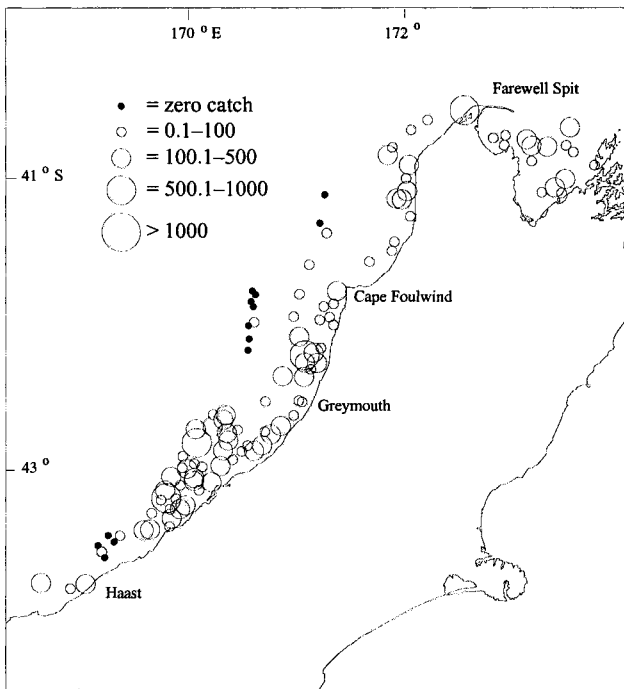 170 ° E
172 °
Farewell Spit
= zero catch
= 0.1–100
= 100.1–500
= 500.1–1000
> 1000
41 ° S
Cape Foulwind
Greymouth
43 °
Haast